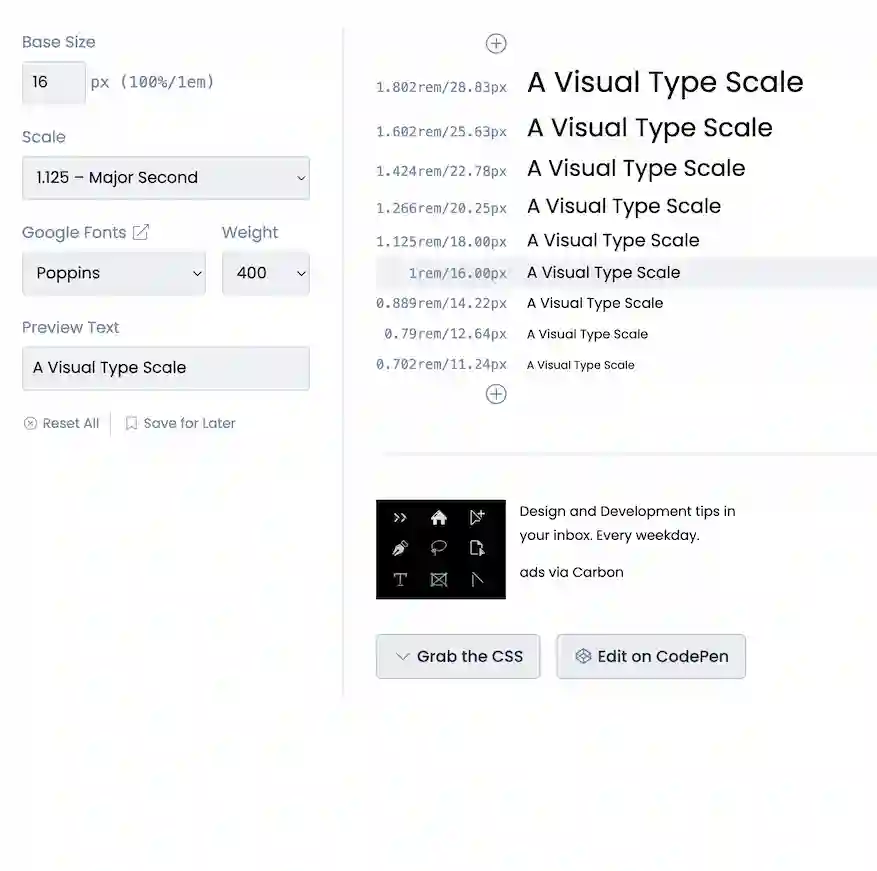 Base Size
16 px (100%/1em)
Scale
1.125 – Major Second
Google Fonts Weight
Poppins 400
Preview Text
A Visual Type Scale
Reset All Save for Later
1.802rem/28.83px A Visual Type Scale
1.602rem/25.63px A Visual Type Scale
1.424rem/22.78px A Visual Type Scale
1.266rem/20.25px A Visual Type Scale
1.125rem/18.00px A Visual Type Scale
1rem/16.00px A Visual Type Scale
0.889rem/14.22px A Visual Type Scale
0.79rem/12.64px A Visual Type Scale
0.702rem/11.24px A Visual Type Scale
Design and Development tips in
your inbox. Every weekday.
ads via Carbon
Grab the CSS Edit on CodePen